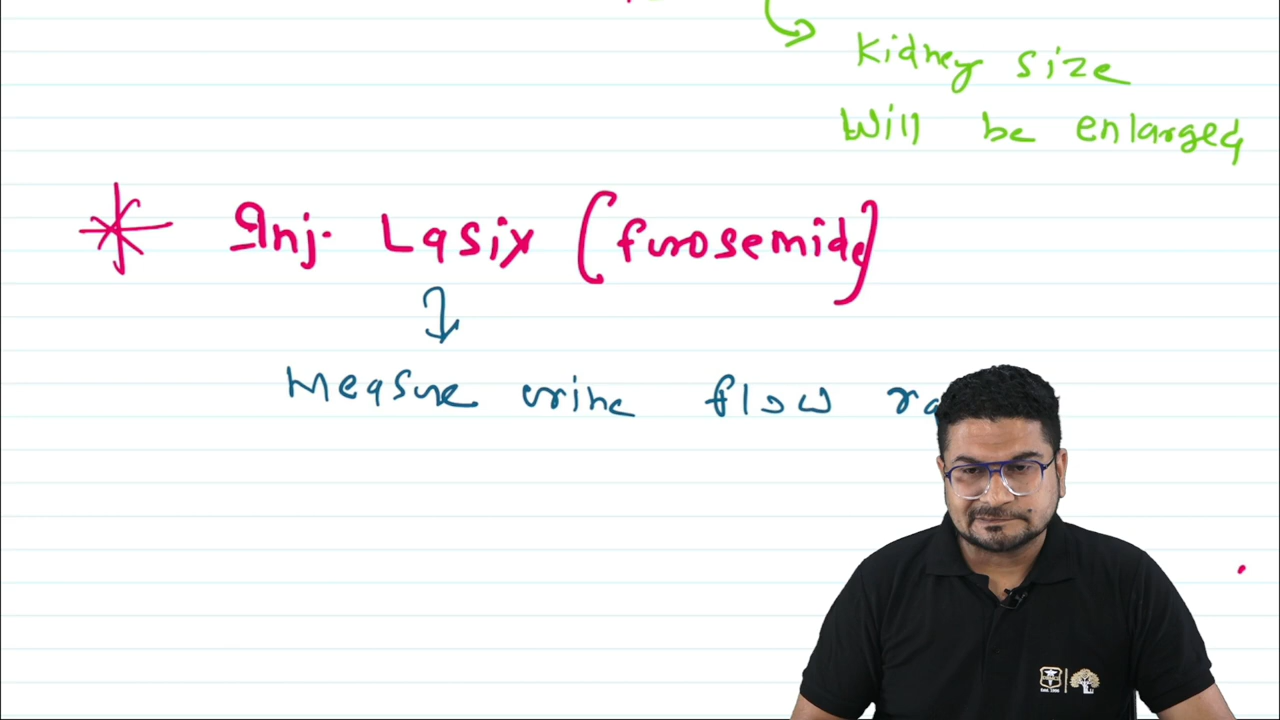 Kidney size
Will be enlarged
* Inj. Lasix (furosemide)
Measure urine flow